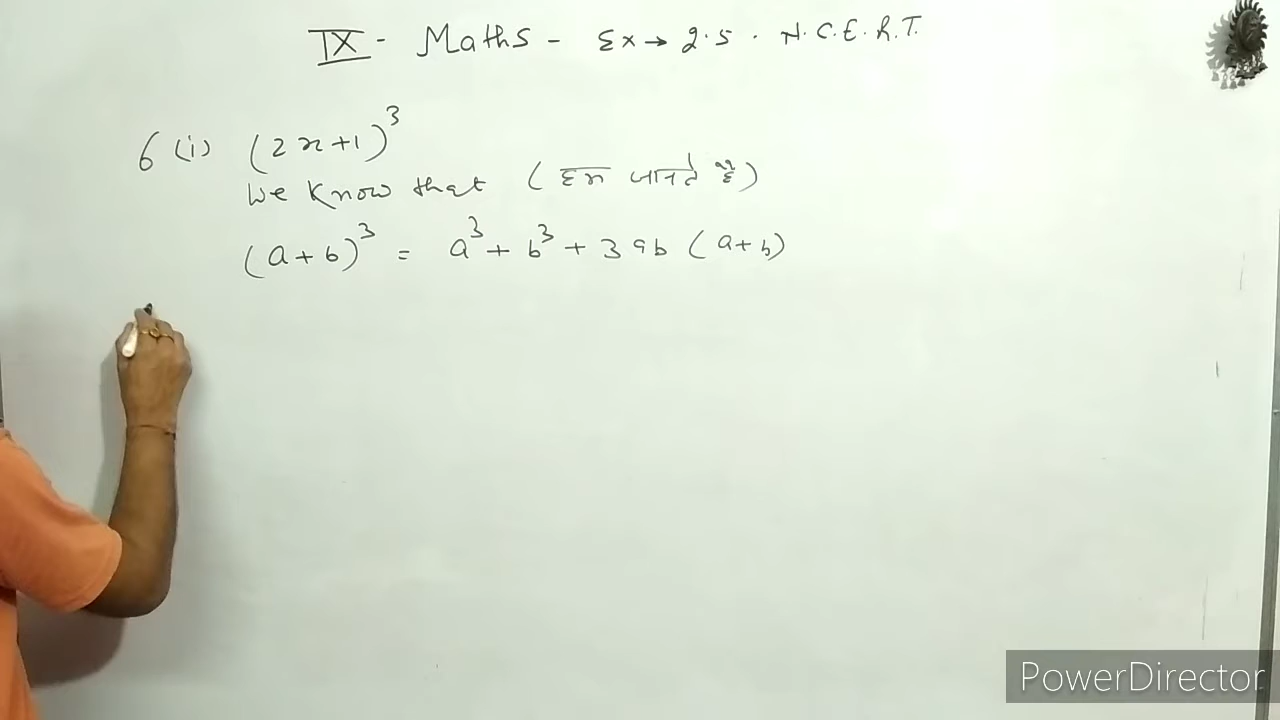 IX - Maths - Ex → 2.5 . N.C.E.R.T.
6 (i) (2x+1)³
We know that (हम जानते है)
(a+b)³ = a³ + b³ + 3ab (a+b)
PowerDirector